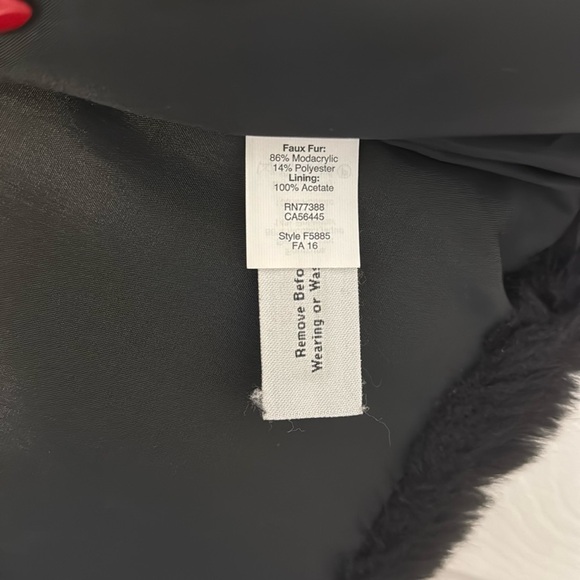 Faux Fur:
86% Modacrylic
14% Polyester
Lining:
100% Acetate
RN77388
CA56445
Style F5885
FA 16
Remove Befo
Wearing or Was